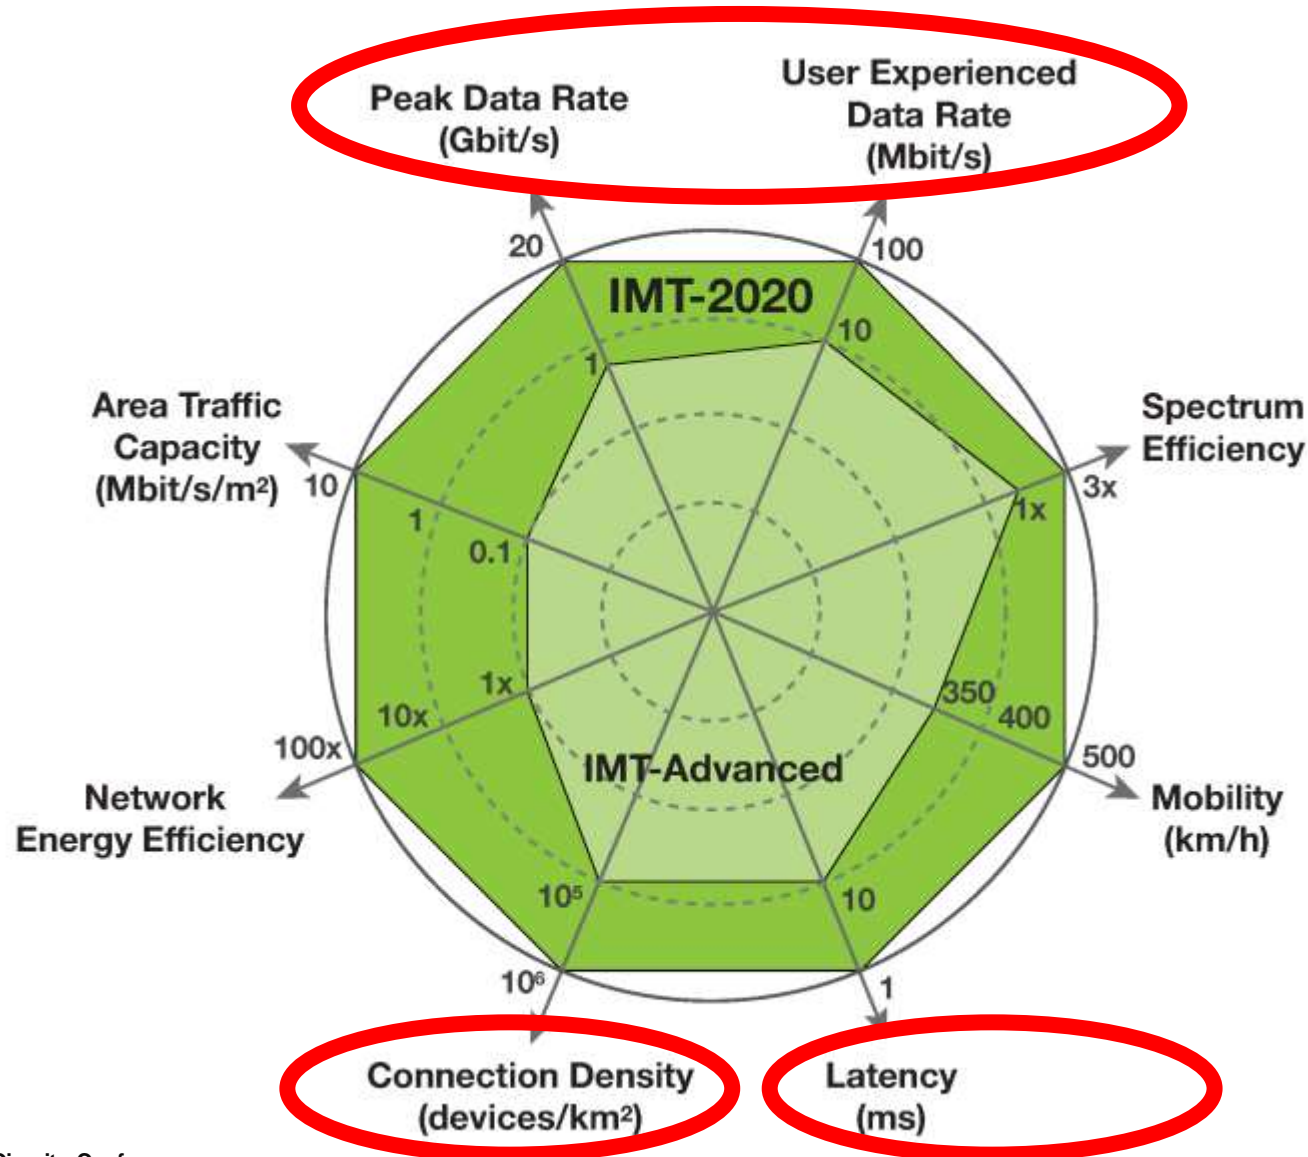 Peak Data Rate
(Gbit/s)
User Experienced
Data Rate
(Mbit/s)
20
100
IMT-2020
10
1
Area Traffic
Capacity
(Mbit/s/m²)
10
1
0.1
Spectrum
Efficiency
3x
1x
1x
10x
100x
350
400
500
IMT-Advanced
Network
Energy Efficiency
Mobility
(km/h)
10⁵
10
10⁶
1
Connection Density
(devices/km²)
Latency
(ms)